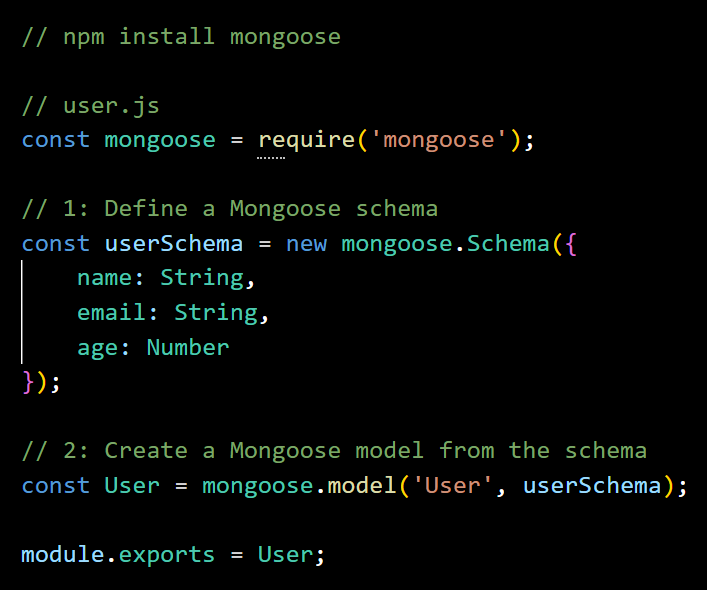 // npm install mongoose
// user.js
const mongoose = require('mongoose');
// 1: Define a Mongoose schema
const userSchema = new mongoose.Schema({
    name: String,
    email: String,
    age: Number
});
// 2: Create a Mongoose model from the schema
const User = mongoose.model('User', userSchema);
module.exports = User;